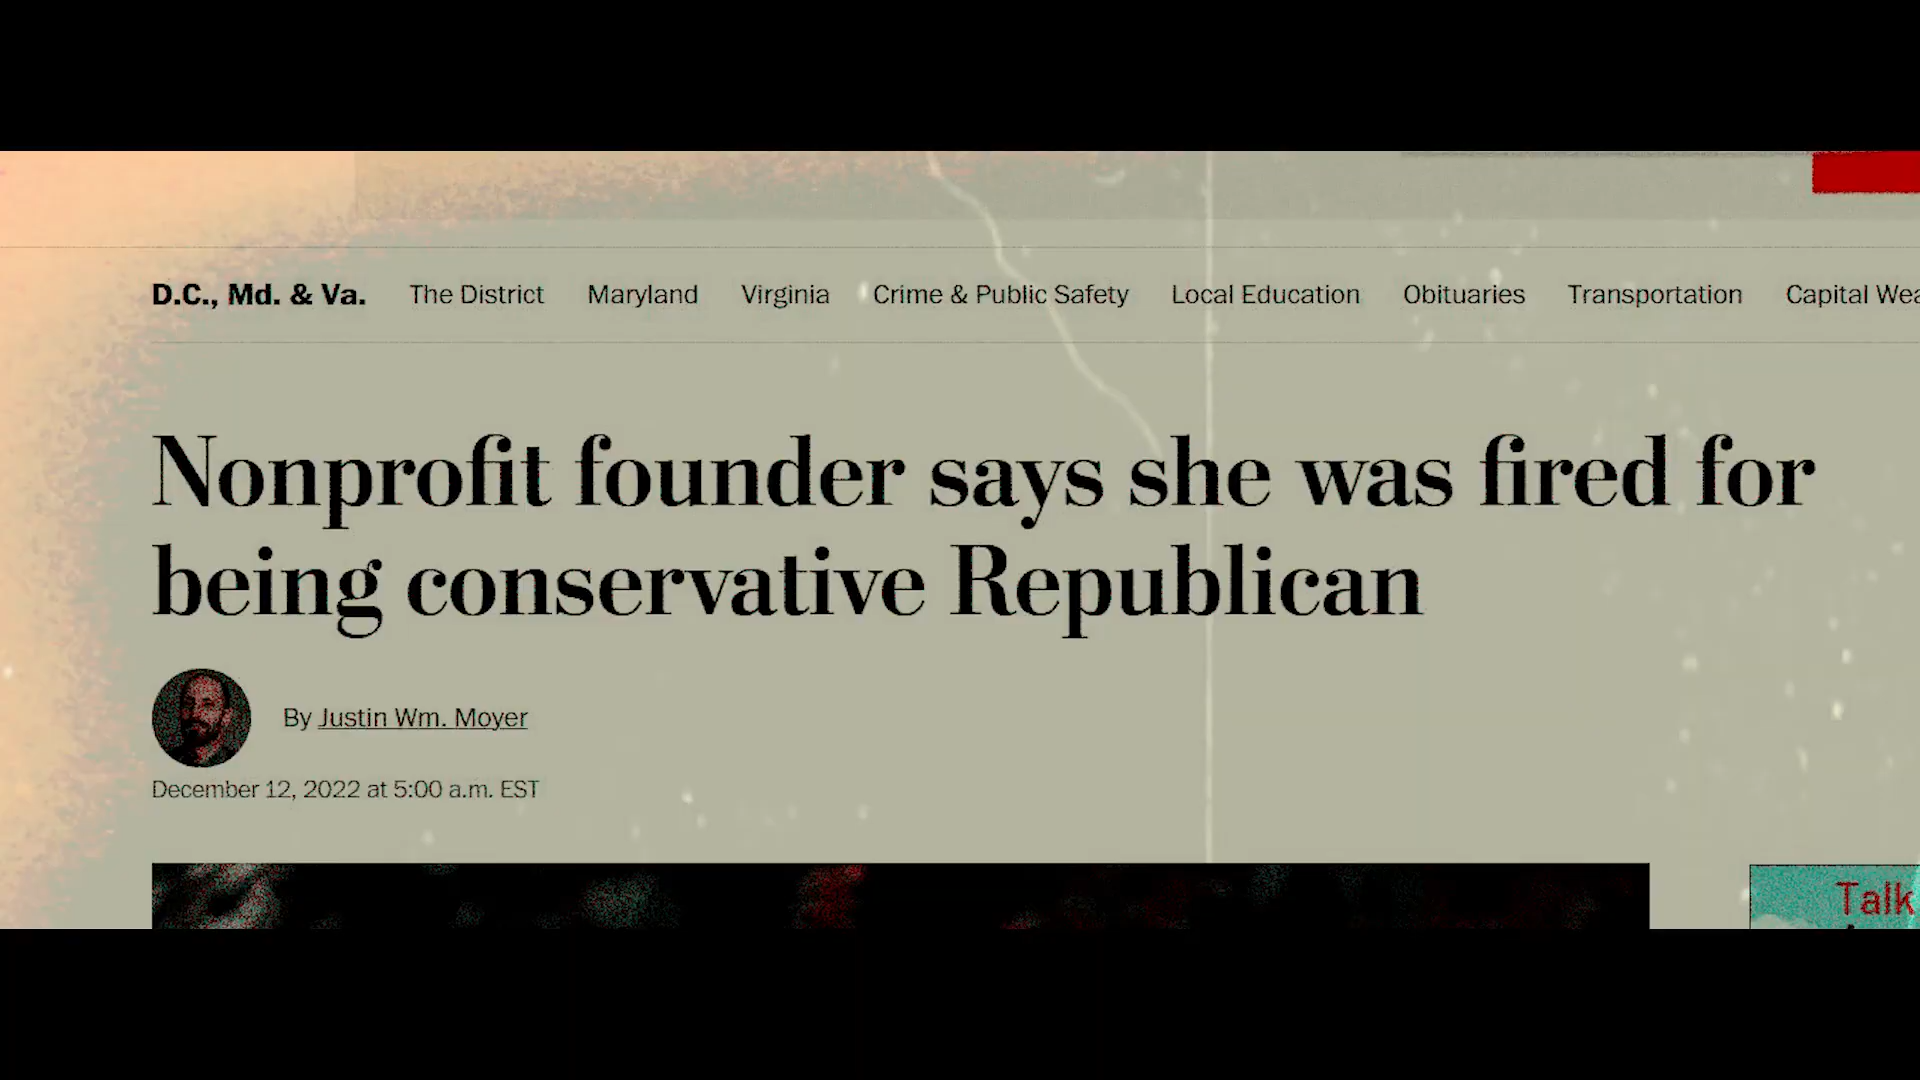 D.C., Md. & Va. The District Maryland Virginia Crime & Public Safety Local Education Obituaries Transportation Capital
Nonprofit founder says she was fired for
being conservative Republican
By Justin Wm. Moyer
December 12, 2022 at 5:00 a.m. EST
Talk